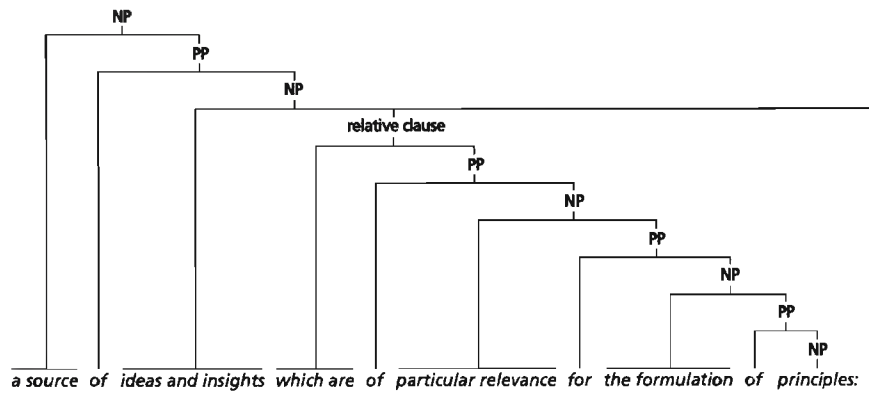 NP
PP
NP
relative clause
PP
NP
PP
NP
PP
NP
a source of ideas and insights which are of particular relevance for the formulation of principles: